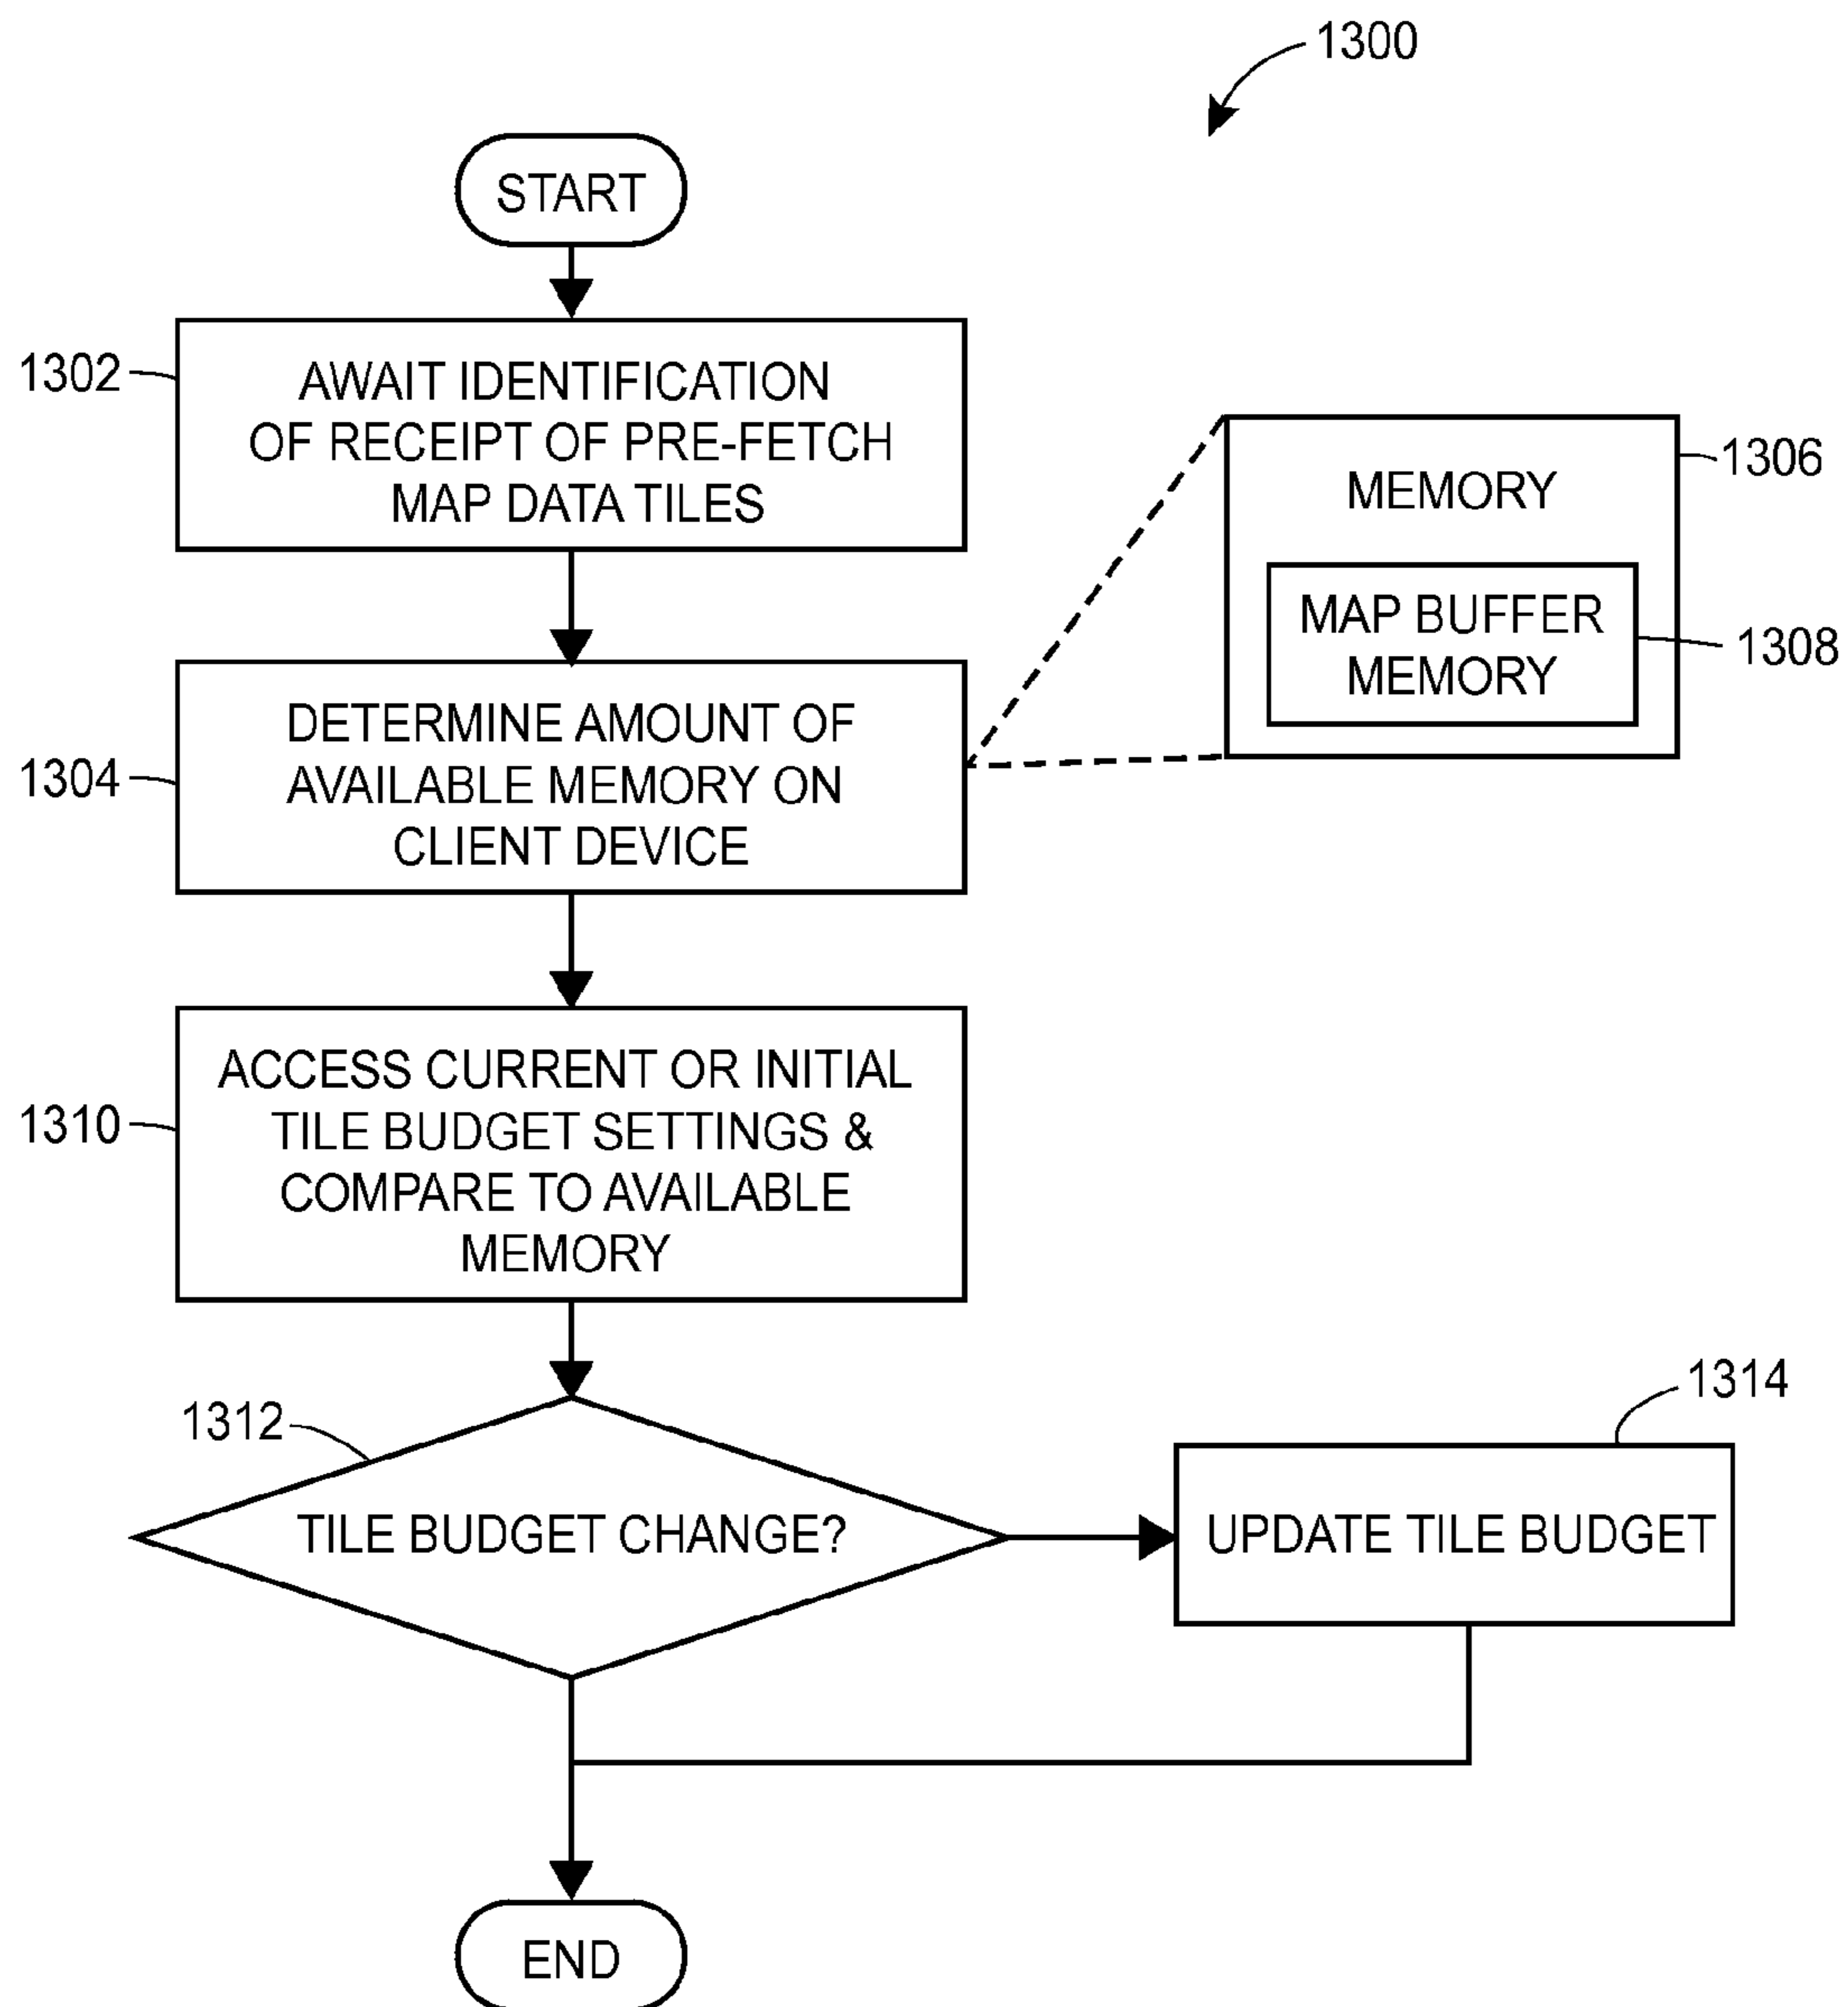 1300
START
1302
AWAIT IDENTIFICATION
OF RECEIPT OF PRE-FETCH
MAP DATA TILES
1306
MEMORY
MAP BUFFER
MEMORY
1308
1304
DETERMINE AMOUNT OF
AVAILABLE MEMORY ON
CLIENT DEVICE
1310
ACCESS CURRENT OR INITIAL
TILE BUDGET SETTINGS &
COMPARE TO AVAILABLE
MEMORY
1312
TILE BUDGET CHANGE?
1314
UPDATE TILE BUDGET
END